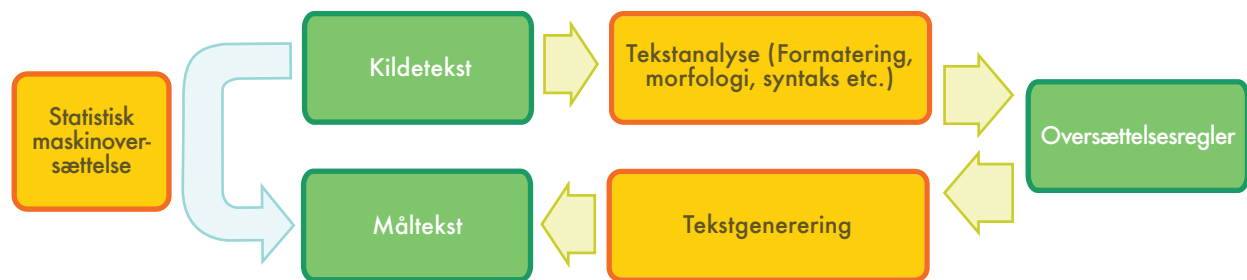 Statistisk
maskinover-
sættelse
Kildetekst
Tekstanalyse (Formatering,
morfologi, syntaks etc.)
Oversættelsesregler
Måltekst
Tekstgenerering